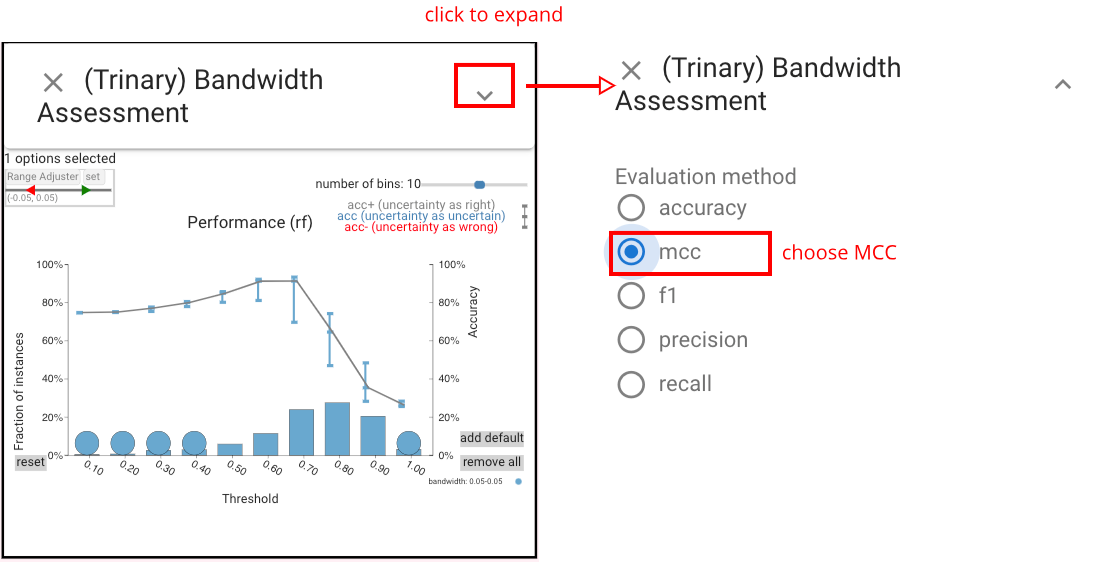 click to expand
(Trinary) Bandwidth
Assessment
1 options selected
Range Adjuster set
(-0.05, 0.05)
number of bins: 10
acc+ (uncertainty as right)
acc (uncertainty as uncertain)
acc- (uncertainty as wrong)
Performance (rf)
100%
80%
60%
40%
20%
0%
Fraction of instances
100%
80%
60%
40%
20%
0%
Accuracy
0.10 0.20 0.30 0.40 0.50 0.60 0.70 0.80 0.90 1.00
Threshold
reset
add default
remove all
bandwidth: 0.05-0.05
(Trinary) Bandwidth
Assessment
Evaluation method
accuracy
mcc
choose MCC
f1
precision
recall